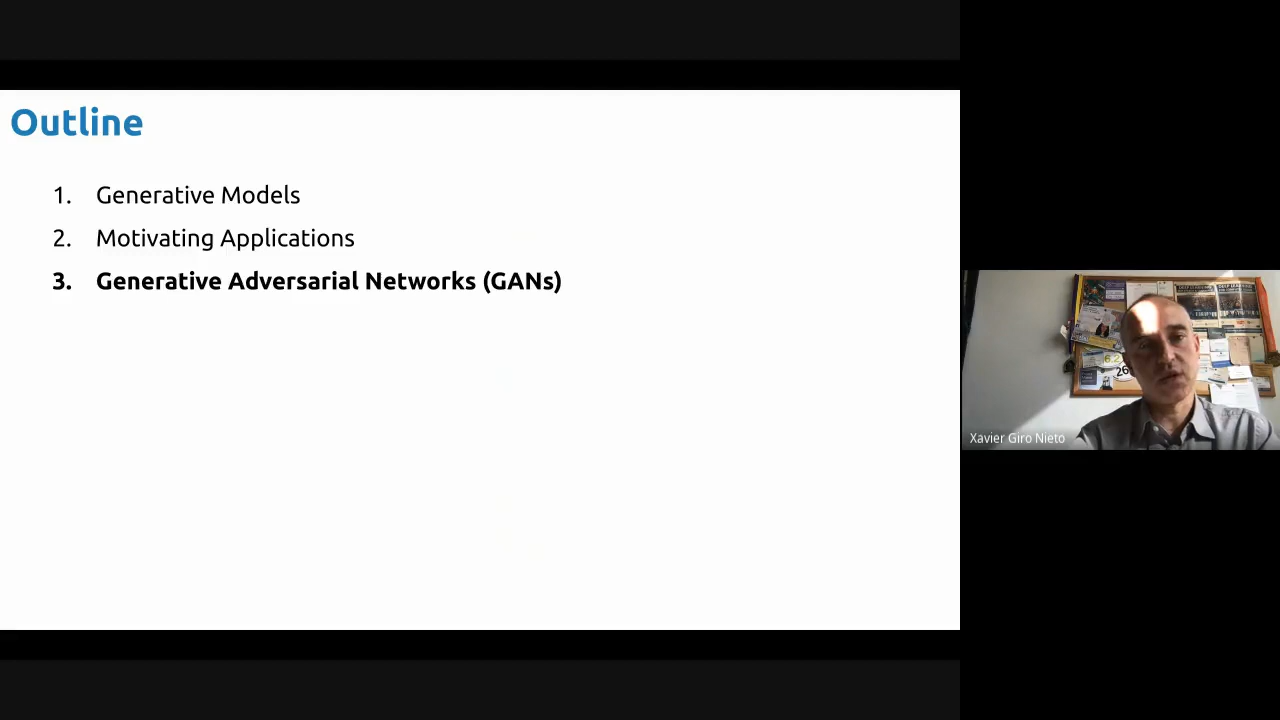 Outline
1. Generative Models
2. Motivating Applications
3. Generative Adversarial Networks (GANs)
Xavier Giro Nieto